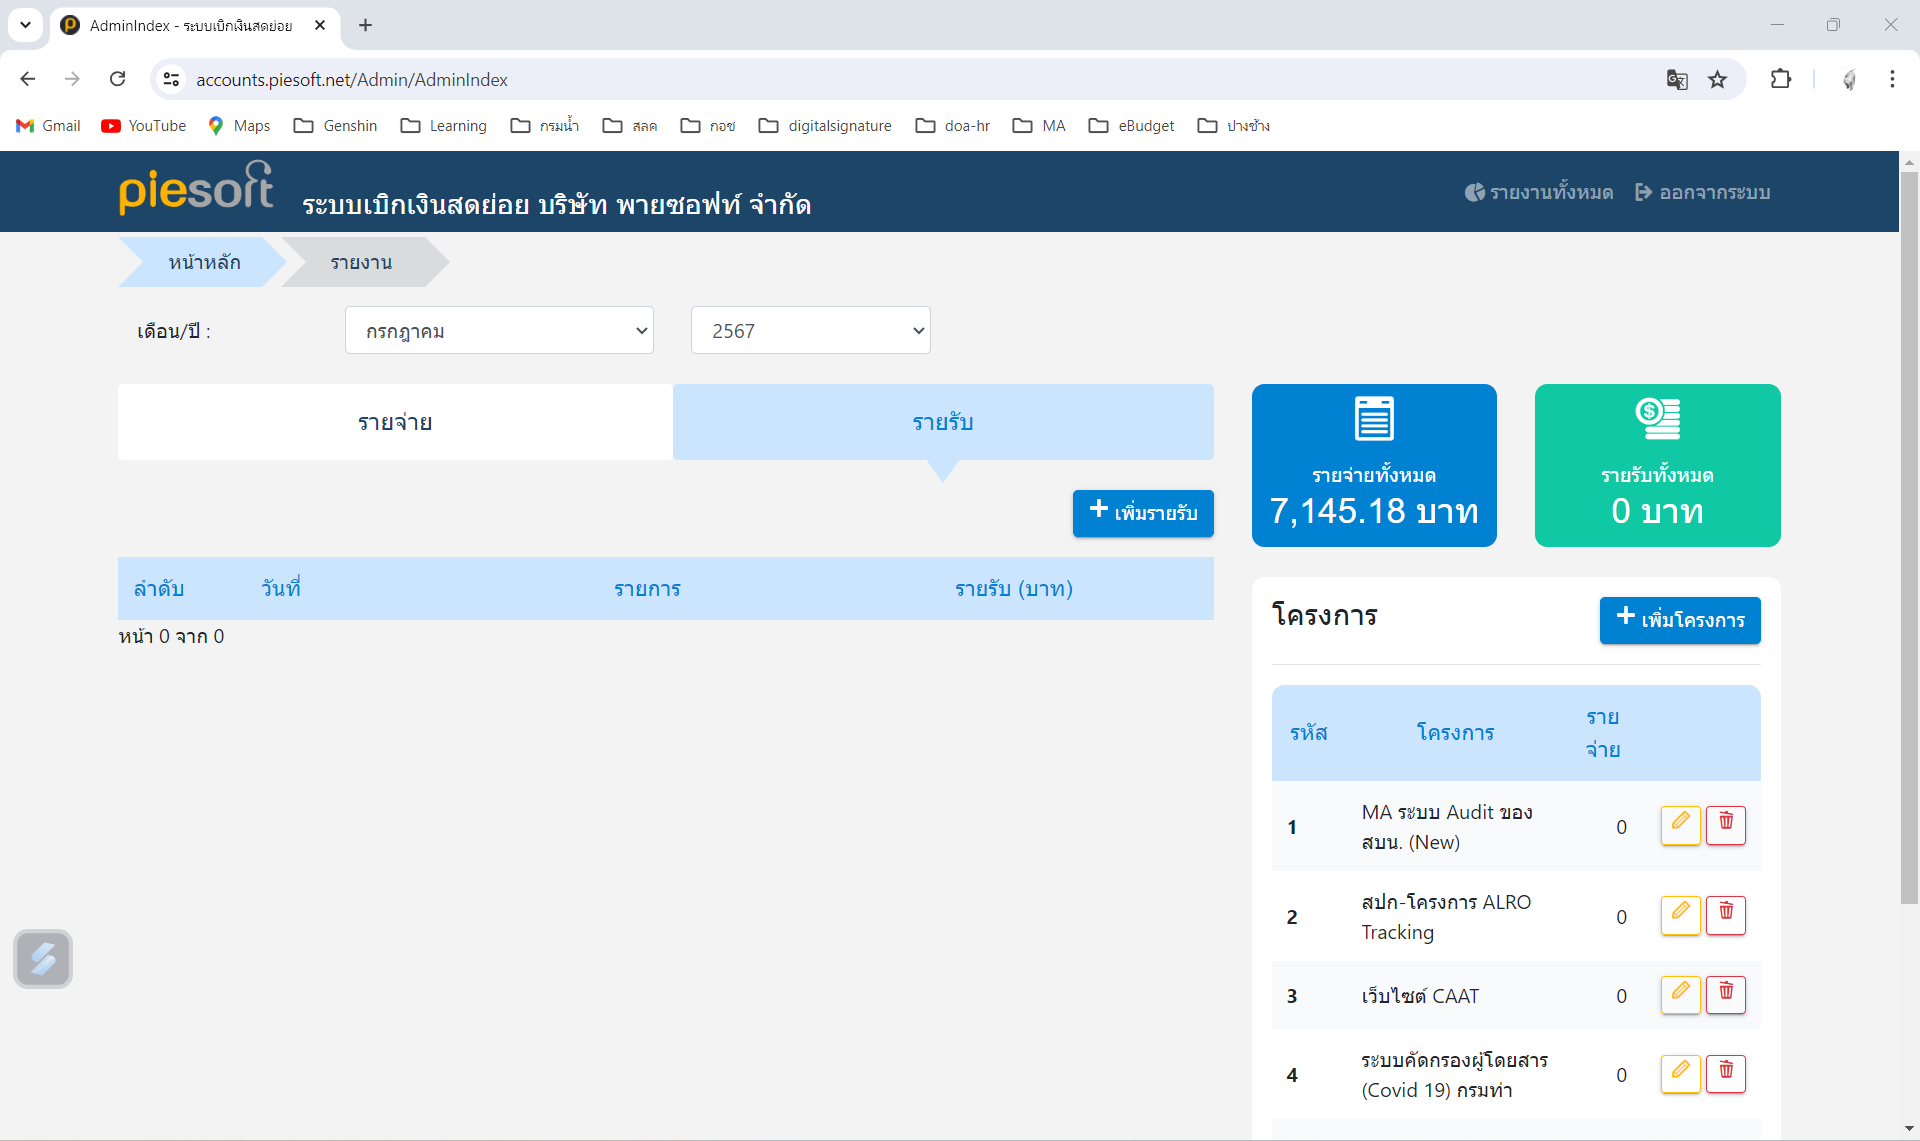 AdminIndex - ระบบเบิกเงินสดย่อย
accounts.piesoft.net/Admin/AdminIndex
Gmail YouTube Maps Genshin Learning กรมน้ำ สลค กอช digitalsignature doa-hr MA eBudget ปางช้าง
piesoft ระบบเบิกเงินสดย่อย บริษัท พายซอฟท์ จำกัด รายงานทั้งหมด ออกจากระบบ
หน้าหลัก รายงาน
เดือน/ปี : กรกฎาคม 2567
รายจ่าย รายรับ
เพิ่มรายรับ
ลำดับ วันที่ รายการ รายรับ (บาท)
หน้า 0 จาก 0
รายจ่ายทั้งหมด
7,145.18 บาท
รายรับทั้งหมด
0 บาท
โครงการ เพิ่มโครงการ
รหัส โครงการ ราย
จ่าย
1 MA ระบบ Audit ของ 0
สบน. (New)
2 สปก-โครงการ ALRO 0
Tracking
3 เว็บไซต์ CAAT 0
4 ระบบคัดกรองผู้โดยสาร 0
(Covid 19) กรมท่า